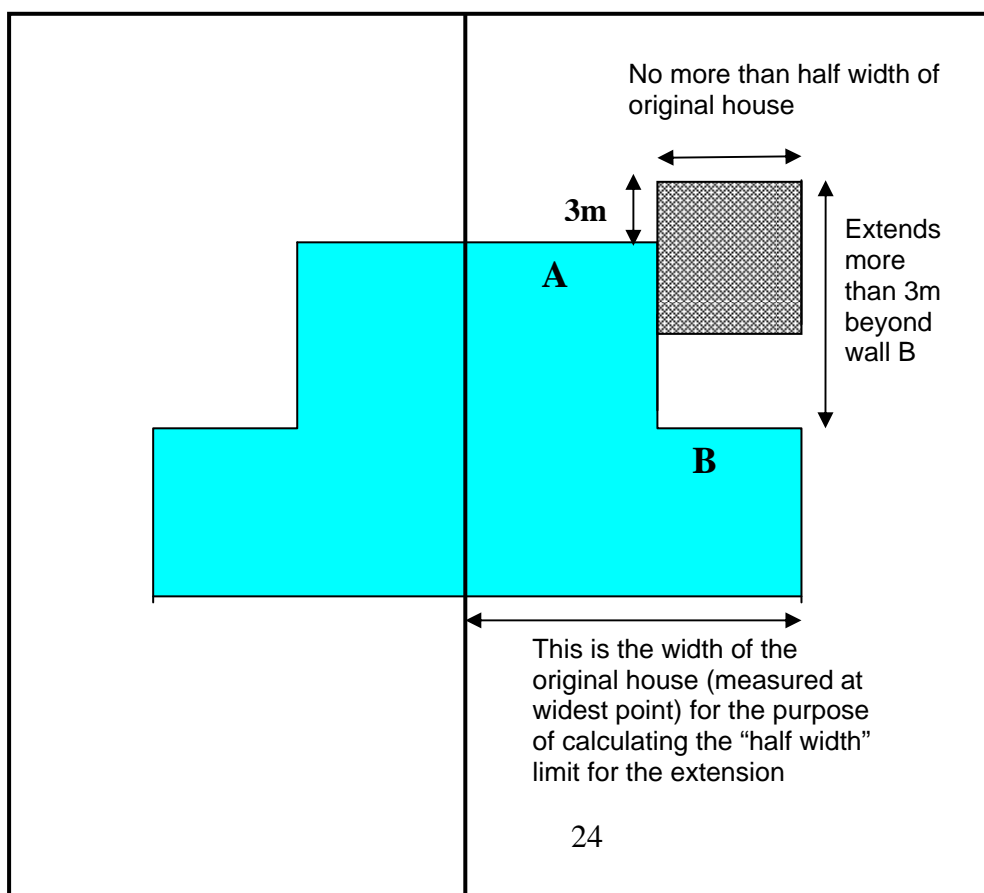 No more than half width of
original house
3m
A
Extends
more
than 3m
beyond
wall B
B
This is the width of the
original house (measured at
widest point) for the purpose
of calculating the “half width”
limit for the extension
24